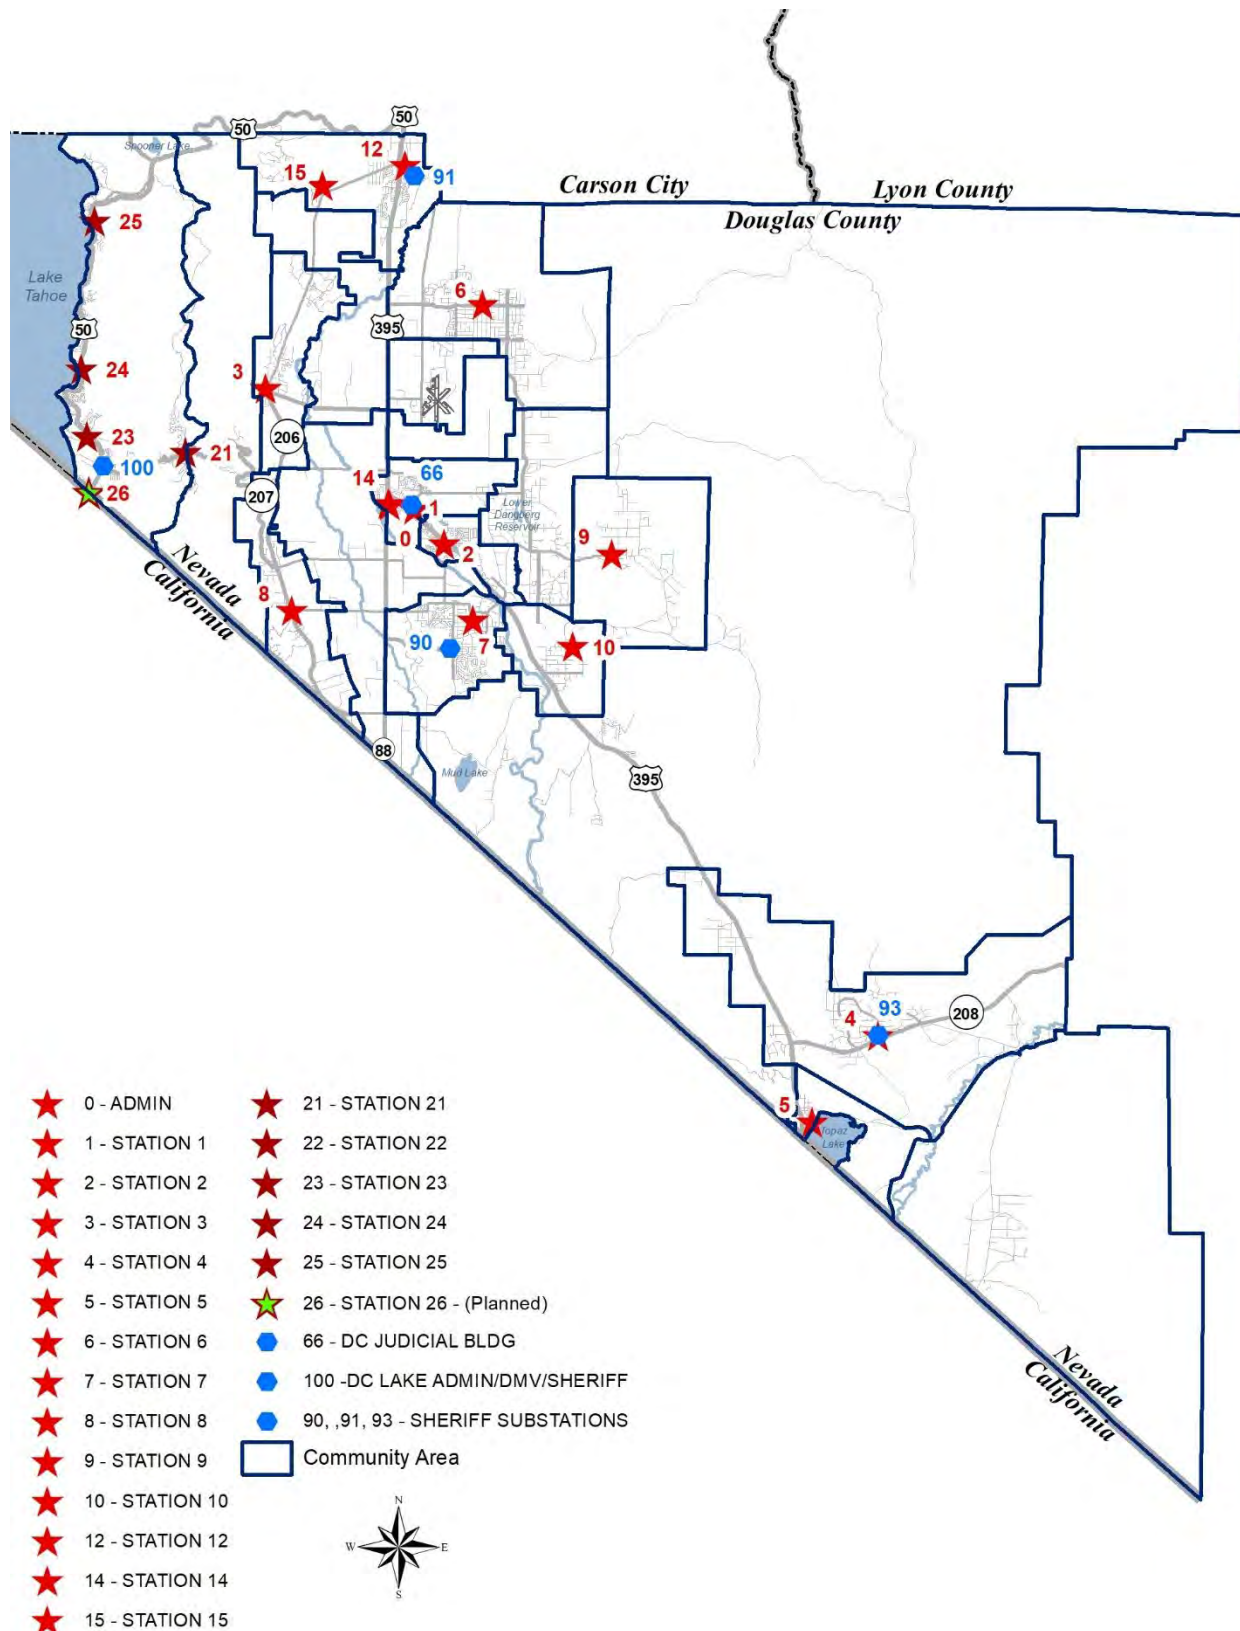 50
50
Spooner Lake
12
15
91
Carson City
Lyon County
Douglas County
25
Lake
Tahoe
6
50
395
24
3
23
206
21
100
66
14
26
207
Lower
Dangberg
Reservoir
1
9
0
2
Nevada
California
8
90
7
10
88
Mud Lake
395
93
4
208
5
Topaz
Lake
0 - ADMIN
1 - STATION 1
2 - STATION 2
3 - STATION 3
4 - STATION 4
5 - STATION 5
6 - STATION 6
7 - STATION 7
8 - STATION 8
9 - STATION 9
10 - STATION 10
12 - STATION 12
14 - STATION 14
15 - STATION 15
21 - STATION 21
22 - STATION 22
23 - STATION 23
24 - STATION 24
25 - STATION 25
26 - STATION 26 - (Planned)
66 - DC JUDICIAL BLDG
100 -DC LAKE ADMIN/DMV/SHERIFF
90, ,91, 93 - SHERIFF SUBSTATIONS
Community Area
Nevada
California
N
W
E
S